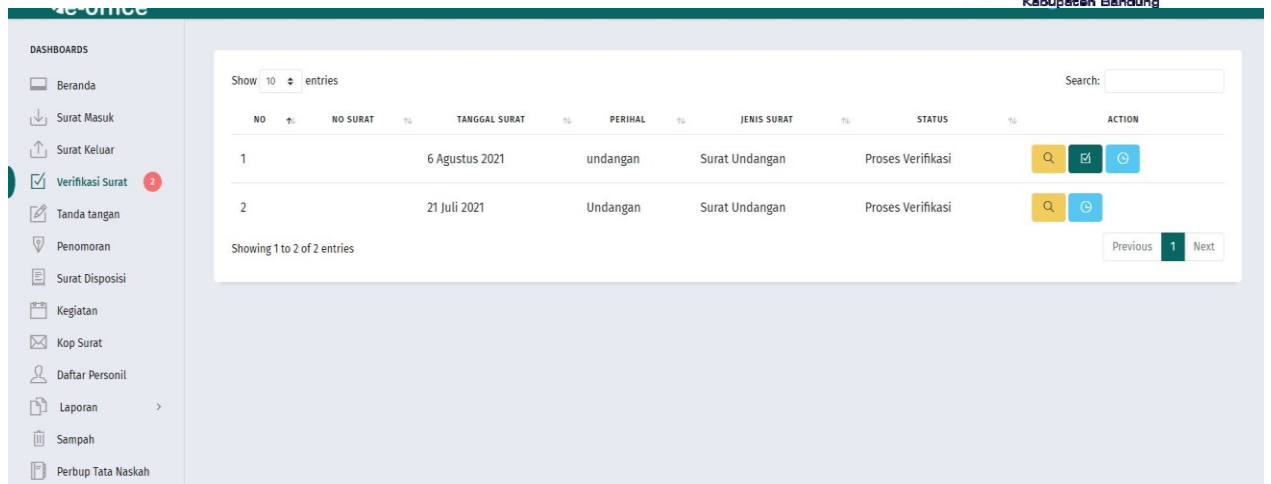 e-office
Kabupaten Bandung
DASHBOARDS
Beranda
Surat Masuk
Surat Keluar
Verifikasi Surat 2
Tanda tangan
Penomoran
Surat Disposisi
Kegiatan
Kop Surat
Daftar Personil
Laporan >
Sampah
Perbup Tata Naskah
Show 10 entries
Search:
NO NO SURAT TANGGAL SURAT PERIHAL JENIS SURAT STATUS ACTION
1 6 Agustus 2021 undangan Surat Undangan Proses Verifikasi
2 21 Juli 2021 Undangan Surat Undangan Proses Verifikasi
Showing 1 to 2 of 2 entries
Previous 1 Next